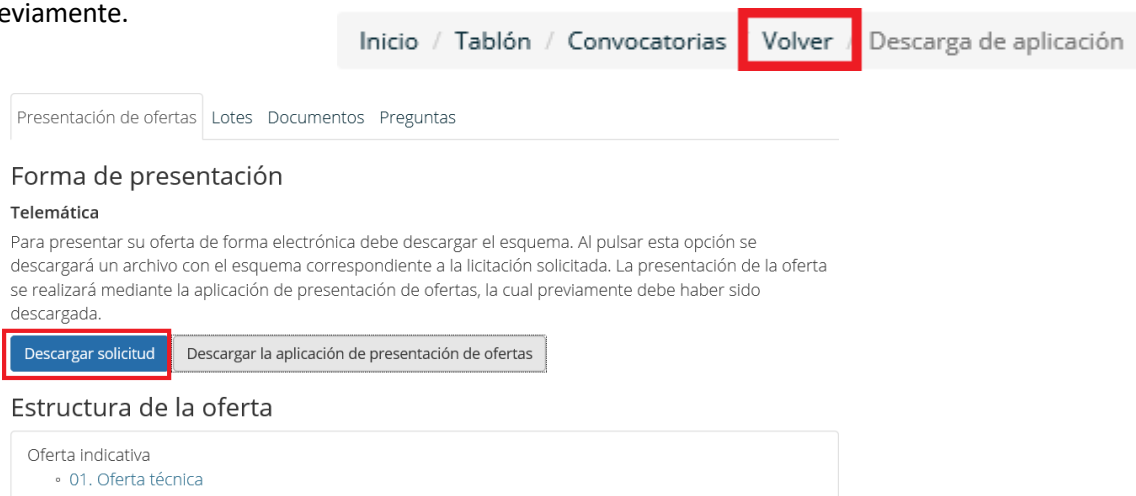 eviamente.
Inicio / Tablón / Convocatorias / Volver / Descarga de aplicación
Presentación de ofertas Lotes Documentos Preguntas
Forma de presentación
Telemática
Para presentar su oferta de forma electrónica debe descargar el esquema. Al pulsar esta opción se
descargará un archivo con el esquema correspondiente a la licitación solicitada. La presentación de la oferta
se realizará mediante la aplicación de presentación de ofertas, la cual previamente debe haber sido
descargada.
Descargar solicitud Descargar la aplicación de presentación de ofertas
Estructura de la oferta
Oferta indicativa
◦ 01. Oferta técnica